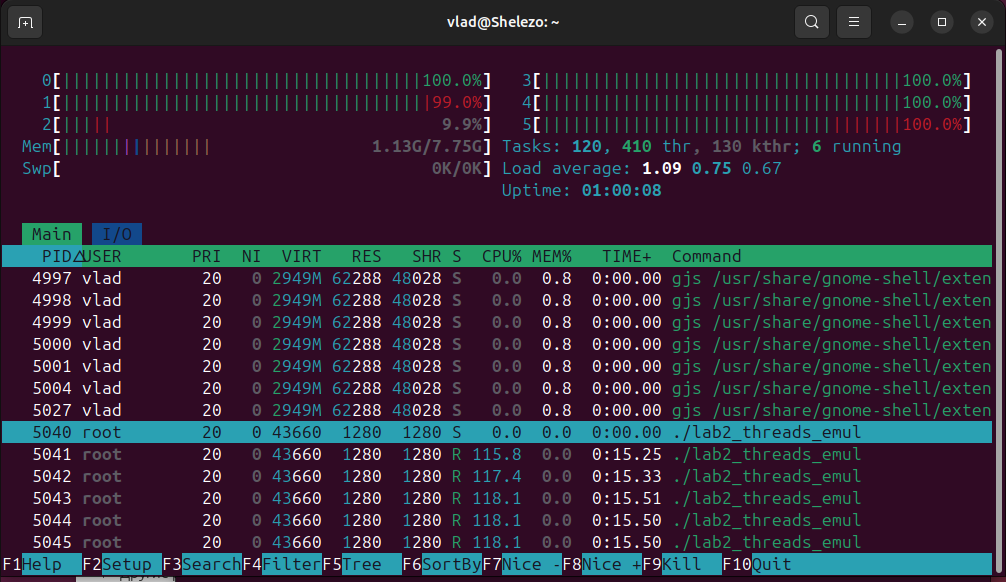 vlad@Shelezo: ~
0[||||||||||||||||||||||||||||||||||||100.0%] 3[||||||||||||||||||||||||||||||||||||100.0%]
1[|||||||||||||||||||||||||||||||||||||99.0%] 4[||||||||||||||||||||||||||||||||||||100.0%]
2[||||| 9.9%] 5[||||||||||||||||||||||||||||||||||||100.0%]
Mem[||||||||||||||| 1.13G/7.75G] Tasks: 120, 410 thr, 130 kthr; 6 running
Swp[ 0K/0K] Load average: 1.09 0.75 0.67
Uptime: 01:00:08
Main I/O
PID△USER PRI NI VIRT RES SHR S CPU% MEM% TIME+ Command
4997 vlad 20 0 2949M 62288 48028 S 0.0 0.8 0:00.00 gjs /usr/share/gnome-shell/exten
4998 vlad 20 0 2949M 62288 48028 S 0.0 0.8 0:00.00 gjs /usr/share/gnome-shell/exten
4999 vlad 20 0 2949M 62288 48028 S 0.0 0.8 0:00.00 gjs /usr/share/gnome-shell/exten
5000 vlad 20 0 2949M 62288 48028 S 0.0 0.8 0:00.00 gjs /usr/share/gnome-shell/exten
5001 vlad 20 0 2949M 62288 48028 S 0.0 0.8 0:00.00 gjs /usr/share/gnome-shell/exten
5004 vlad 20 0 2949M 62288 48028 S 0.0 0.8 0:00.00 gjs /usr/share/gnome-shell/exten
5027 vlad 20 0 2949M 62288 48028 S 0.0 0.8 0:00.00 gjs /usr/share/gnome-shell/exten
5040 root 20 0 43660 1280 1280 S 0.0 0.0 0:00.00 ./lab2_threads_emul
5041 root 20 0 43660 1280 1280 R 115.8 0.0 0:15.25 ./lab2_threads_emul
5042 root 20 0 43660 1280 1280 R 117.4 0.0 0:15.33 ./lab2_threads_emul
5043 root 20 0 43660 1280 1280 R 118.1 0.0 0:15.51 ./lab2_threads_emul
5044 root 20 0 43660 1280 1280 R 118.1 0.0 0:15.50 ./lab2_threads_emul
5045 root 20 0 43660 1280 1280 R 118.1 0.0 0:15.50 ./lab2_threads_emul
F1Help F2Setup F3SearchF4FilterF5Tree F6SortByF7Nice -F8Nice +F9Kill F10Quit